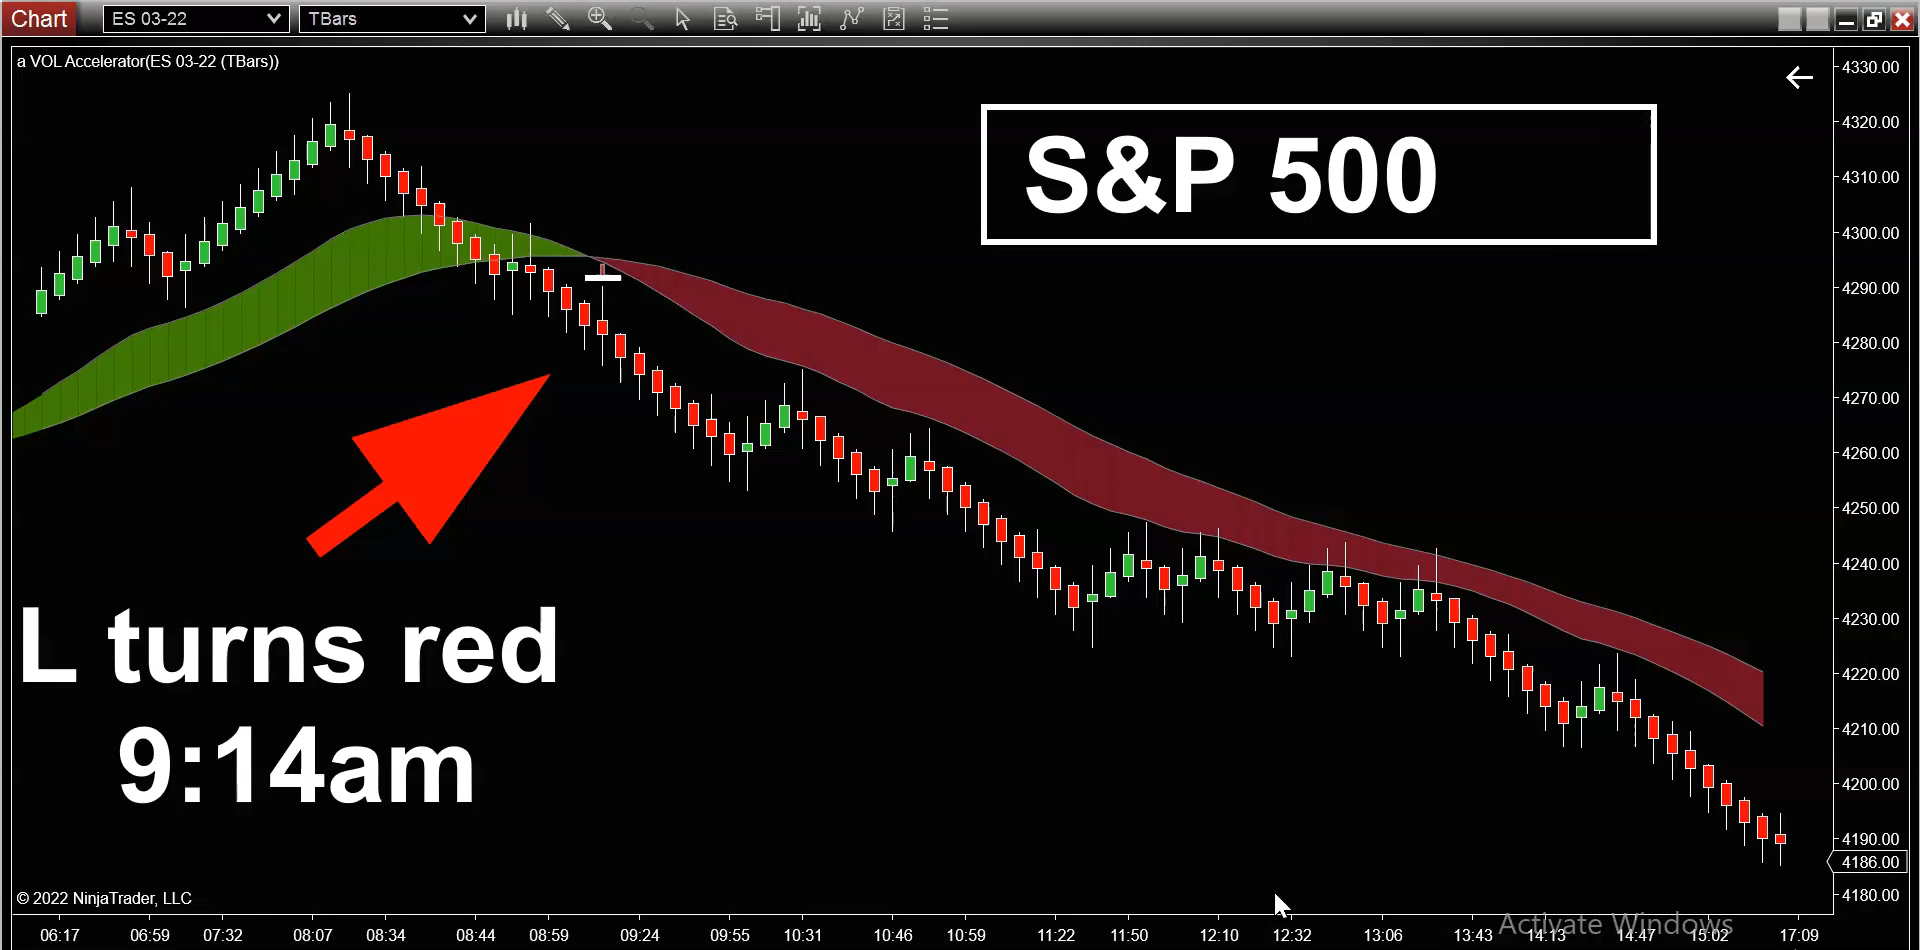 Chart
ES 03-22
TBars
a VOL Accelerator(ES 03-22 (TBars))
S&P 500
L turns red
9:14am
4330.00
4320.00
4310.00
4300.00
4290.00
4280.00
4270.00
4260.00
4250.00
4240.00
4230.00
4220.00
4210.00
4200.00
4190.00
4186.00
4180.00
© 2022 NinjaTrader, LLC
Activate Windows
06:17 06:59 07:32 08:07 08:34 08:44 08:59 09:24 09:55 10:31 10:46 10:59 11:22 11:50 12:10 12:32 13:06 13:43 14:13 14:47 15:02 17:09